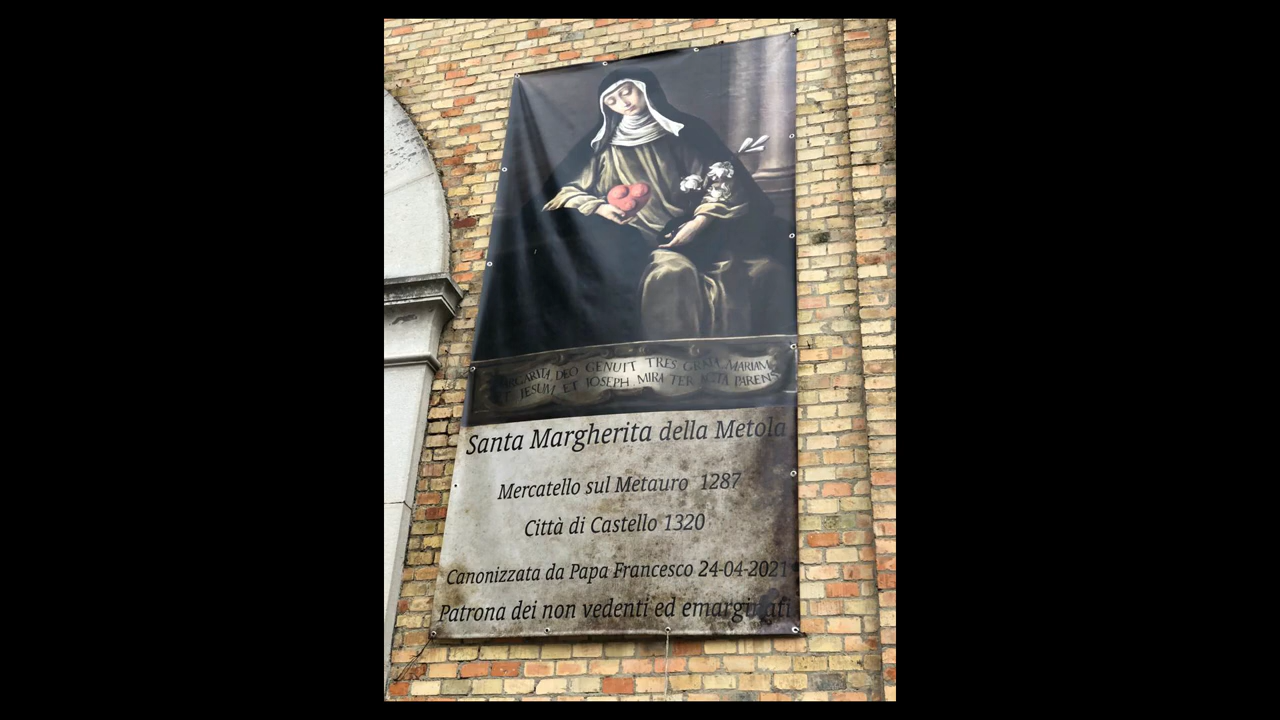 MARGARITA DEO GENUIT TRES GRATA MARIAM
ET IESUM ET IOSEPH MIRA TER ACTA PARENS
Santa Margherita della Metola
Mercatello sul Metauro 1287
Città di Castello 1320
Canonizzata da Papa Francesco 24-04-2021
Patrona dei non vedenti ed emarginati